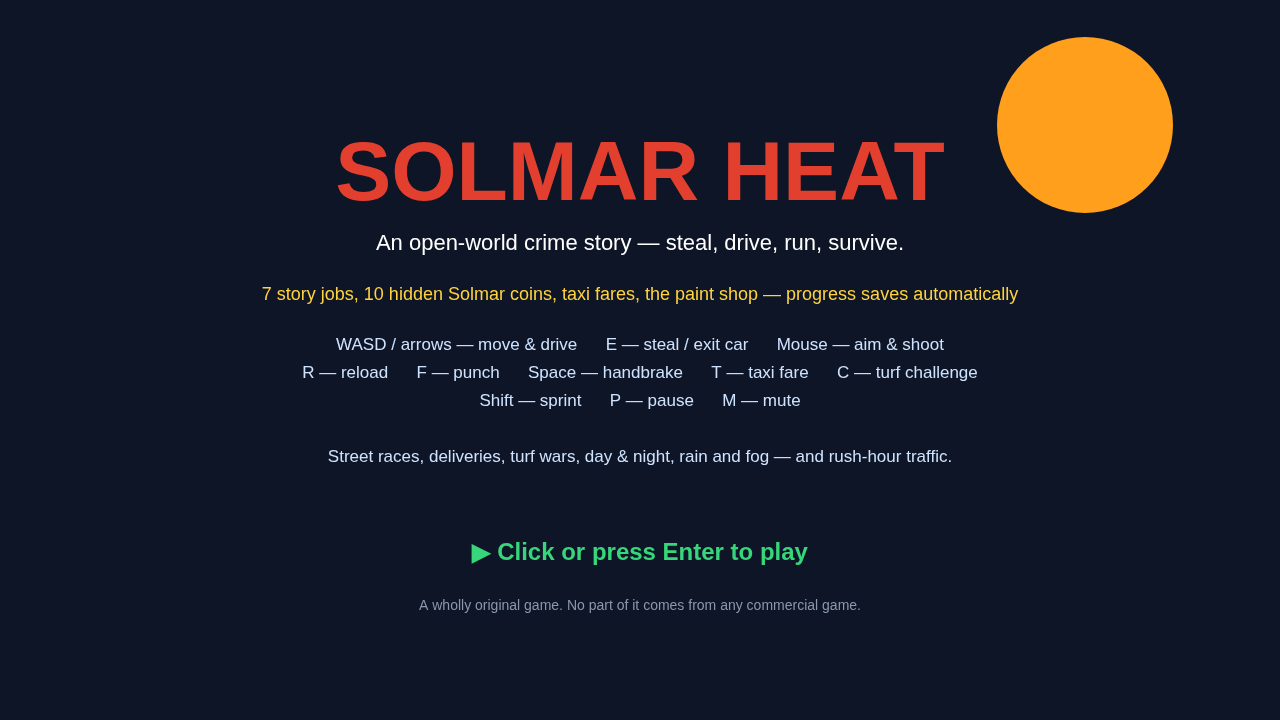 SOLMAR HEAT
An open-world crime story — steal, drive, run, survive.
7 story jobs, 10 hidden Solmar coins, taxi fares, the paint shop — progress saves automatically
WASD / arrows — move & drive E — steal / exit car Mouse — aim & shoot
R — reload F — punch Space — handbrake T — taxi fare C — turf challenge
Shift — sprint P — pause M — mute
Street races, deliveries, turf wars, day & night, rain and fog — and rush-hour traffic.
▶ Click or press Enter to play
A wholly original game. No part of it comes from any commercial game.